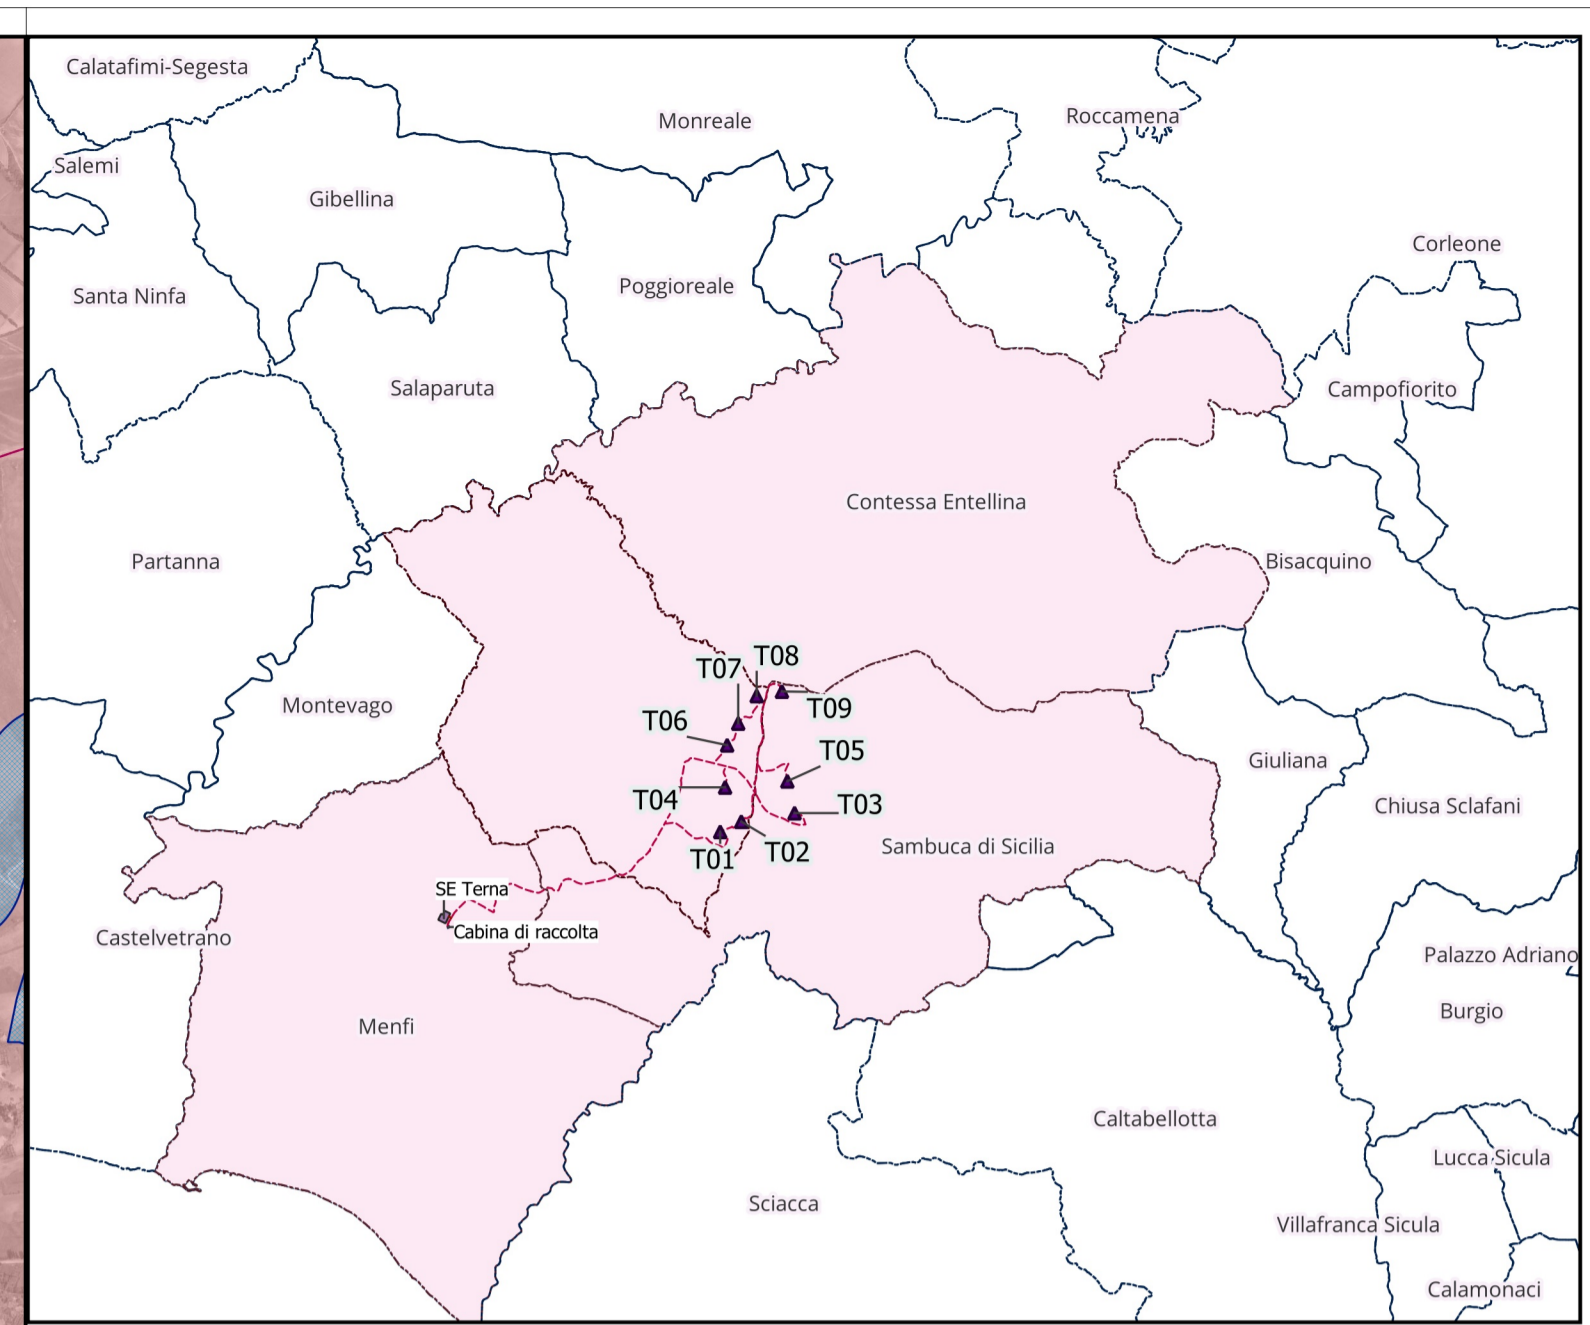 Calatafimi-Segesta
Monreale
Roccamena
Salemi
Gibellina
Corleone
Santa Ninfa
Poggioreale
Salaparuta
Campofiorito
Contessa Entellina
Partanna
Bisacquino
T08
T07
Montevago
T09
T06
T05
Giuliana
T04
T03
Chiusa Sclafani
Sambuca di Sicilia
T02
T01
SE Terna
Cabina di raccolta
Castelvetrano
Palazzo Adriano
Burgio
Menfi
Caltabellotta
Lucca Sicula
Sciacca
Villafranca Sicula
Calamonaci